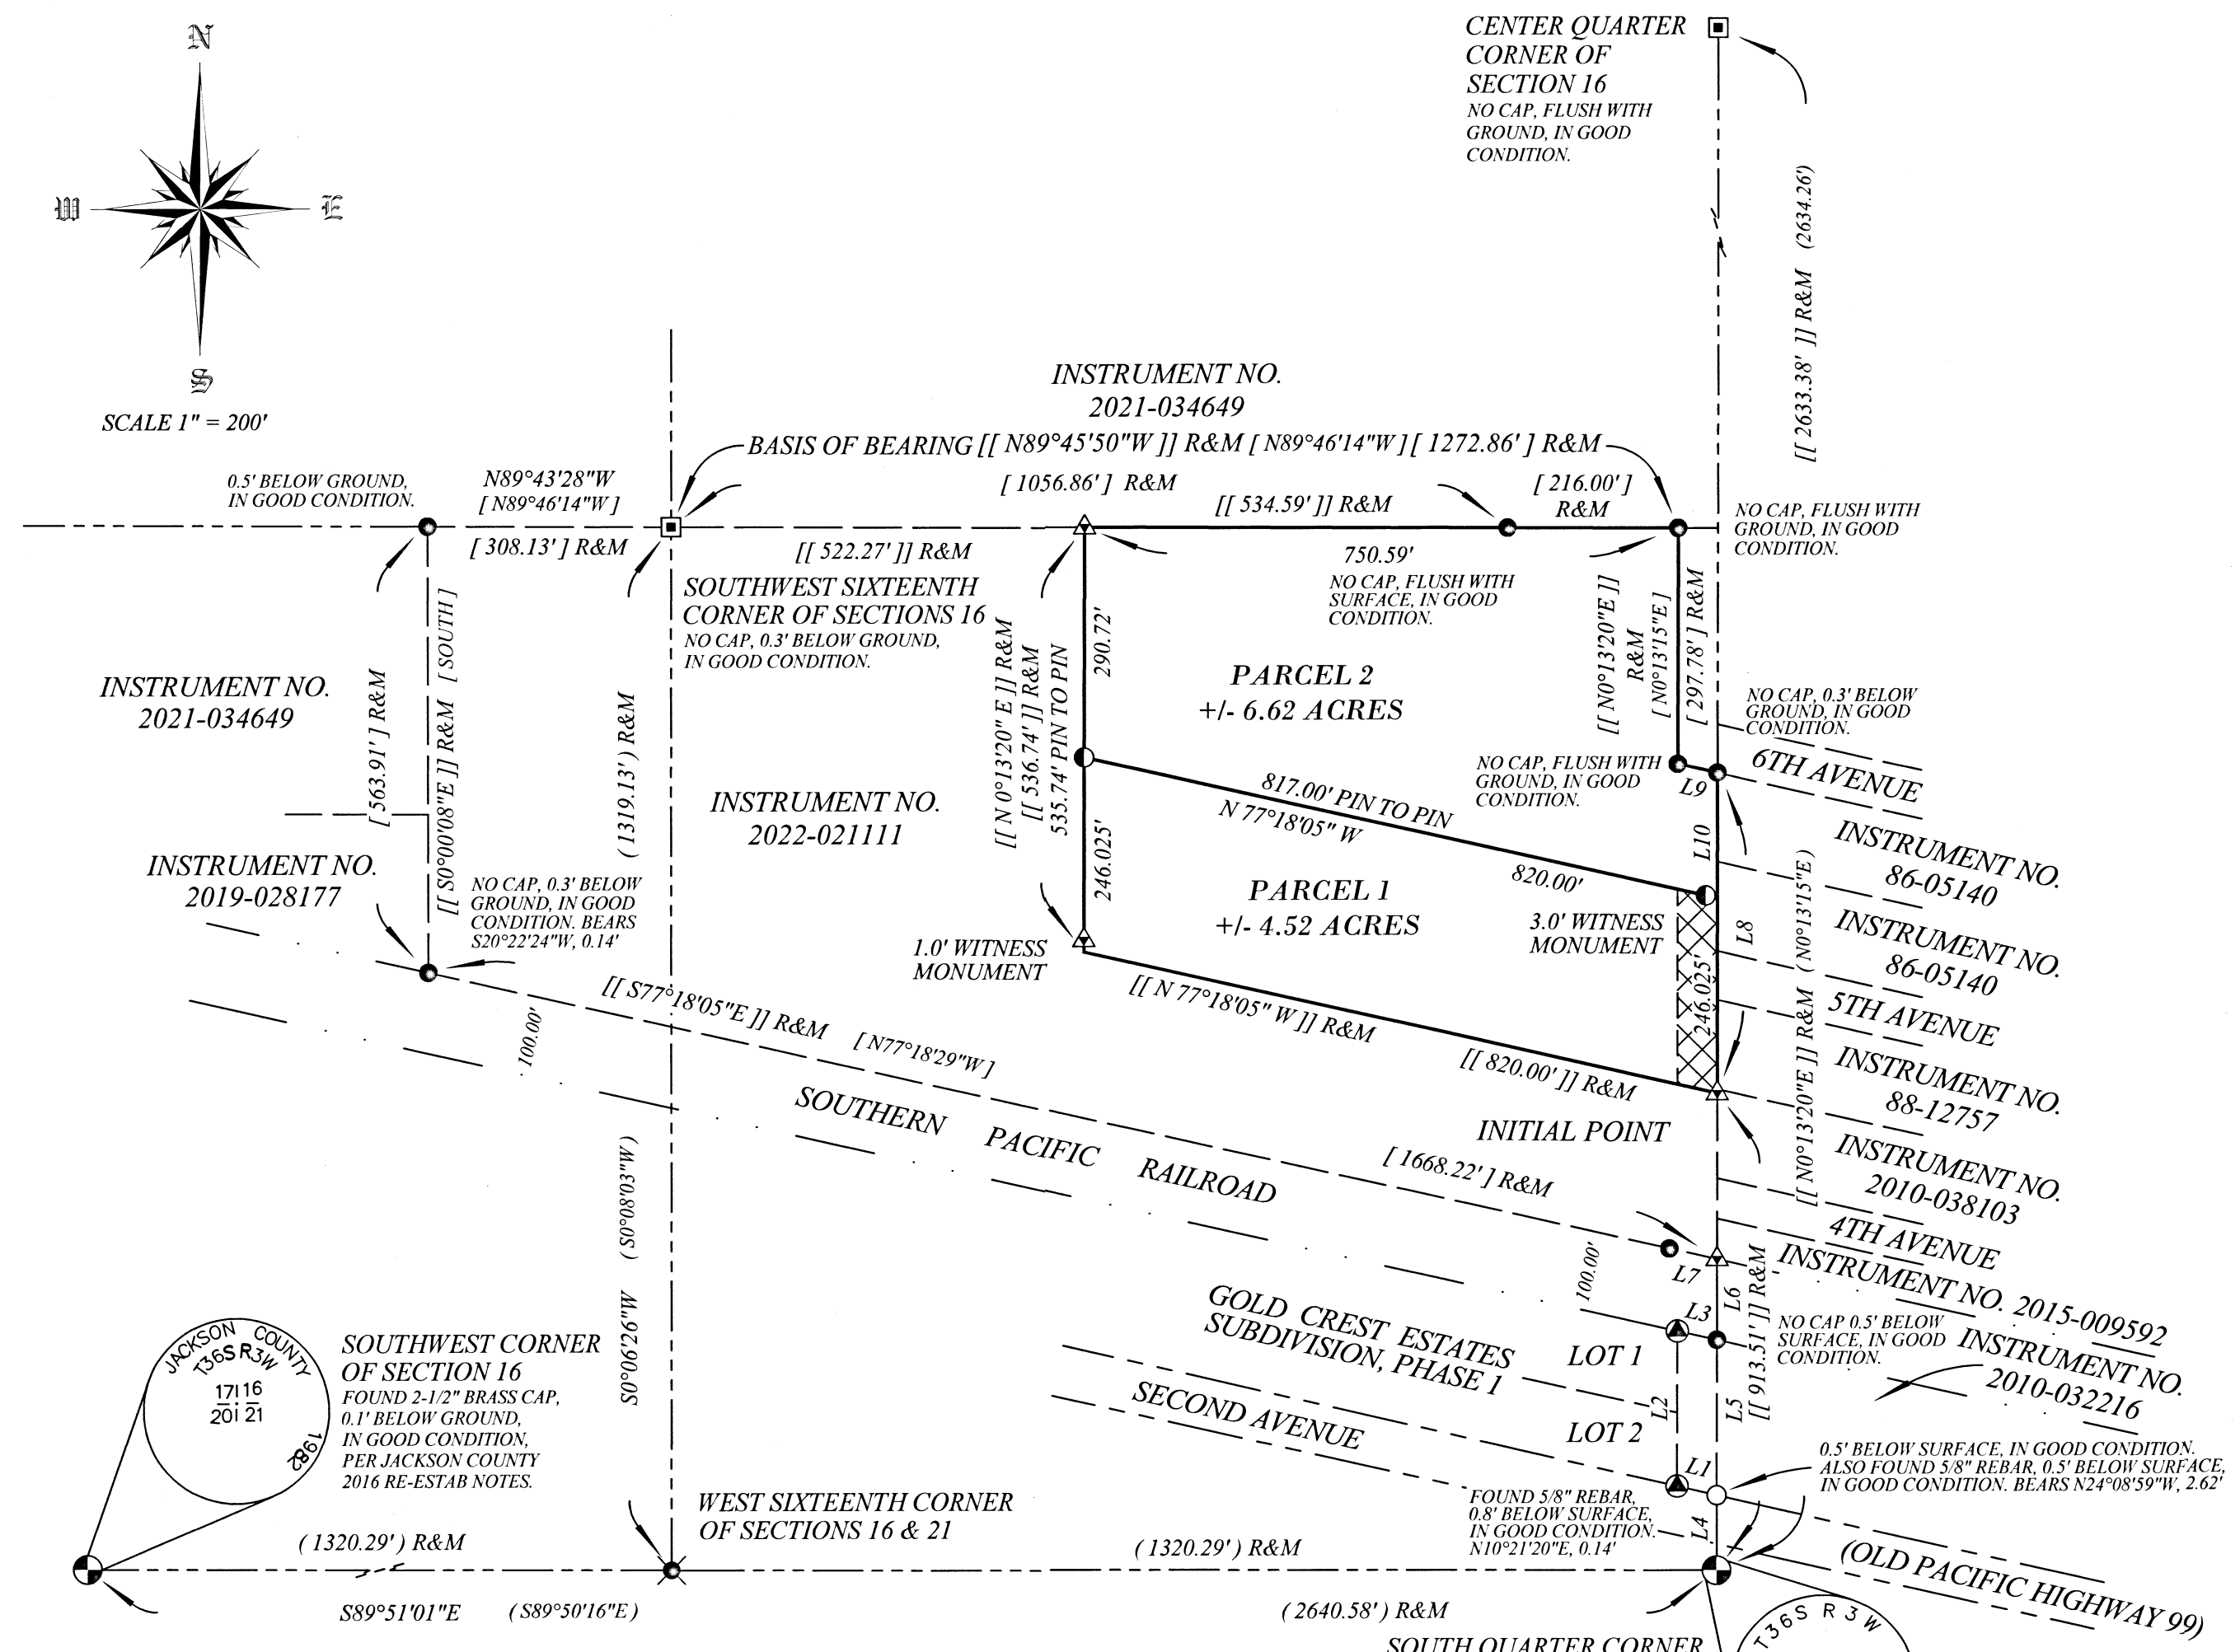 N
W
E
S
SCALE 1" = 200'
CENTER QUARTER
CORNER OF
SECTION 16
NO CAP, FLUSH WITH
GROUND, IN GOOD
CONDITION.
[[ 2633.38' ]] R&M (2634.26')
INSTRUMENT NO.
2021-034649
BASIS OF BEARING [[ N89°45'50"W ]] R&M [ N89°46'14"W ] [ 1272.86' ] R&M
0.5' BELOW GROUND,
IN GOOD CONDITION.
N89°43'28"W
[ N89°46'14"W ]
[ 308.13' ] R&M
[ 1056.86' ] R&M
[[ 534.59' ]] R&M
[ 216.00' ]
R&M
[[ 522.27' ]] R&M
750.59'
NO CAP, FLUSH WITH
SURFACE, IN GOOD
CONDITION.
NO CAP, FLUSH WITH
GROUND, IN GOOD
CONDITION.
SOUTHWEST SIXTEENTH
CORNER OF SECTIONS 16
NO CAP, 0.3' BELOW GROUND,
IN GOOD CONDITION.
[[ N 0°13'20" E ]] R&M
[[ 536.74' ]] R&M
535.74' PIN TO PIN
290.72'
246.025'
[[ N0°13'20"E ]]
R&M
[ N0°13'15"E ]
[ 297.78' ] R&M
PARCEL 2
+/- 6.62 ACRES
INSTRUMENT NO.
2021-034649
[ 563.91' ] R&M
[[ S0°00'08"E ]] R&M [ SOUTH ]
( 1319.13' ) R&M
INSTRUMENT NO.
2022-021111
NO CAP, 0.3' BELOW
GROUND, IN GOOD
CONDITION.
NO CAP, FLUSH WITH
GROUND, IN GOOD
CONDITION.
L9
6TH AVENUE
817.00' PIN TO PIN
N 77°18'05" W
820.00'
L10
INSTRUMENT NO.
86-05140
INSTRUMENT NO.
2019-028177
NO CAP, 0.3' BELOW
GROUND, IN GOOD
CONDITION. BEARS
S20°22'24"W, 0.14'
PARCEL 1
+/- 4.52 ACRES
3.0' WITNESS
MONUMENT
1.0' WITNESS
MONUMENT
L8
246.025'
INSTRUMENT NO.
86-05140
5TH AVENUE
[[ N0°13'20"E ]] R&M ( N0°13'15"E )
[[ S77°18'05"E ]] R&M [ N77°18'29"W ]
100.00'
[[ N 77°18'05" W ]] R&M
[[ 820.00' ]] R&M
INSTRUMENT NO.
88-12757
SOUTHERN PACIFIC RAILROAD
INITIAL POINT
INSTRUMENT NO.
2010-038103
[ 1668.22' ] R&M
4TH AVENUE
S0°09'26"W ( S0°08'03"W )
L7
L6
L3
100.00'
INSTRUMENT NO. 2015-009592
GOLD CREST ESTATES
SUBDIVISION, PHASE 1
LOT 1
NO CAP 0.5' BELOW
SURFACE, IN GOOD
CONDITION.
INSTRUMENT NO.
2010-032216
[[ 913.51' ]] R&M
L2
L5
LOT 2
SECOND AVENUE
JACKSON COUNTY
T36S R3W
17 16
20 21
1982
SOUTHWEST CORNER
OF SECTION 16
FOUND 2-1/2" BRASS CAP,
0.1' BELOW GROUND,
IN GOOD CONDITION,
PER JACKSON COUNTY
2016 RE-ESTAB NOTES.
L1
0.5' BELOW SURFACE, IN GOOD CONDITION.
ALSO FOUND 5/8" REBAR, 0.5' BELOW SURFACE,
IN GOOD CONDITION. BEARS N24°08'59"W, 2.62'
FOUND 5/8" REBAR,
0.8' BELOW SURFACE,
IN GOOD CONDITION.
N10°21'20"E, 0.14'
L4
WEST SIXTEENTH CORNER
OF SECTIONS 16 & 21
( 1320.29' ) R&M
( 1320.29' ) R&M
(OLD PACIFIC HIGHWAY 99)
S89°51'01"E ( S89°50'16"E )
( 2640.58' ) R&M
SOUTH QUARTER CORNER
T36S R3W